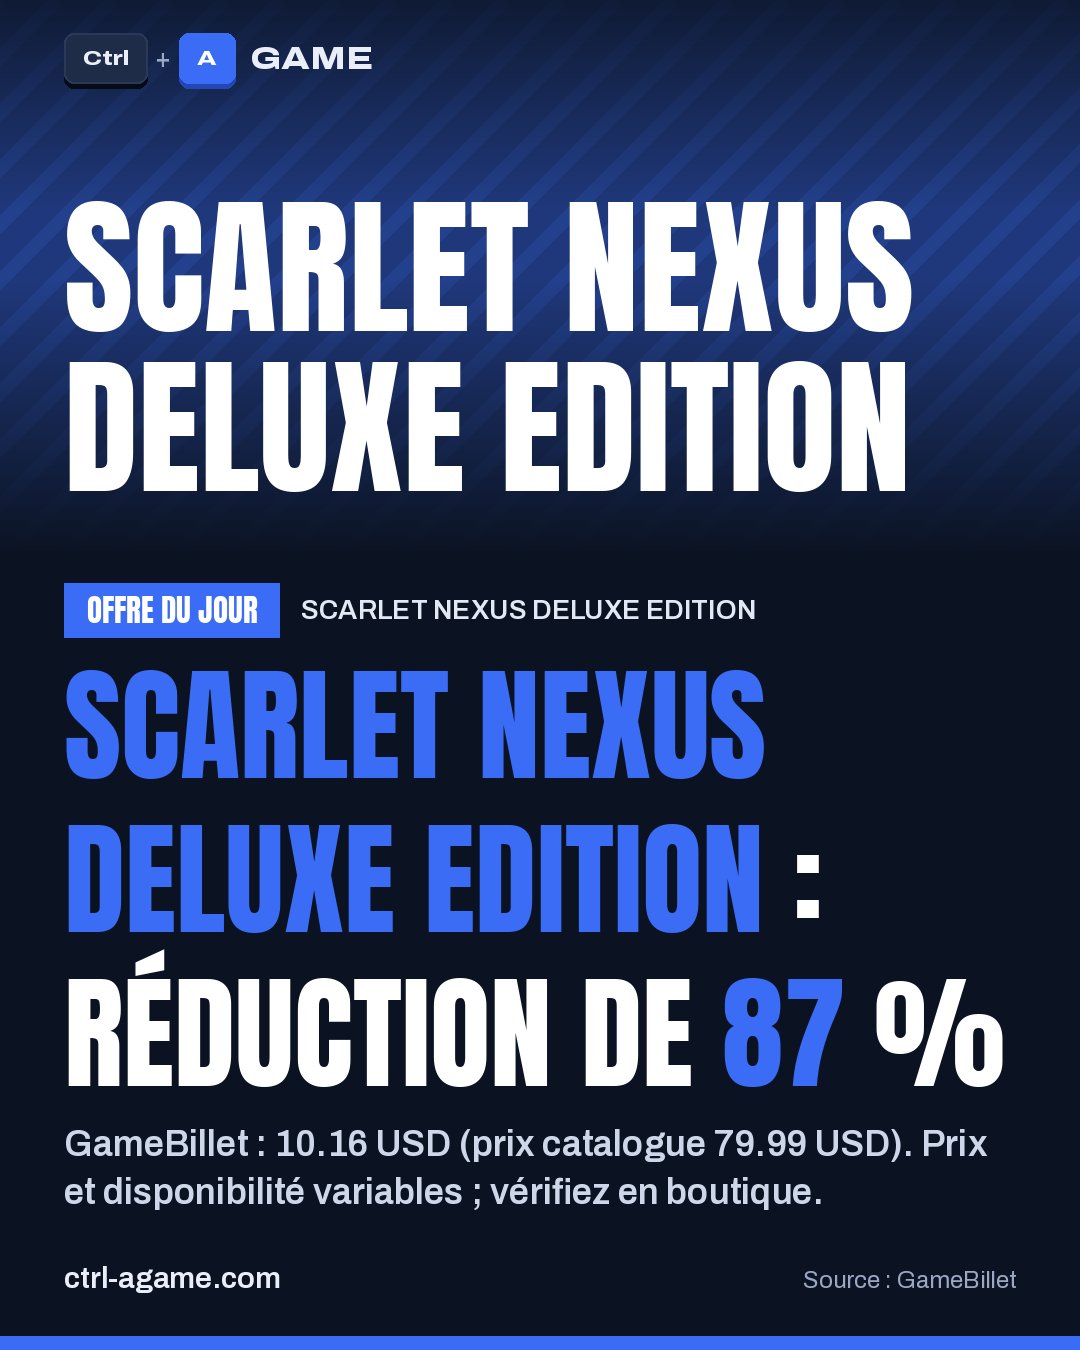 Ctrl + A GAME
SCARLET NEXUS
DELUXE EDITION
OFFRE DU JOUR SCARLET NEXUS DELUXE EDITION
SCARLET NEXUS
DELUXE EDITION :
RÉDUCTION DE 87 %
GameBillet : 10.16 USD (prix catalogue 79.99 USD). Prix
et disponibilité variables ; vérifiez en boutique.
ctrl-agame.com Source : GameBillet